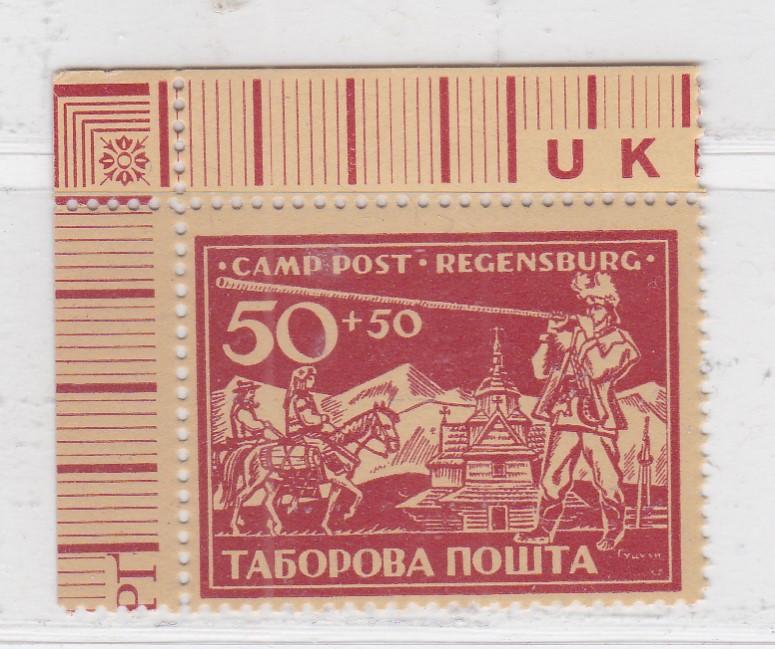 UK
· CAMP POST · REGENSBURG ·
50+50
ТАБОРОВА ПОШТА